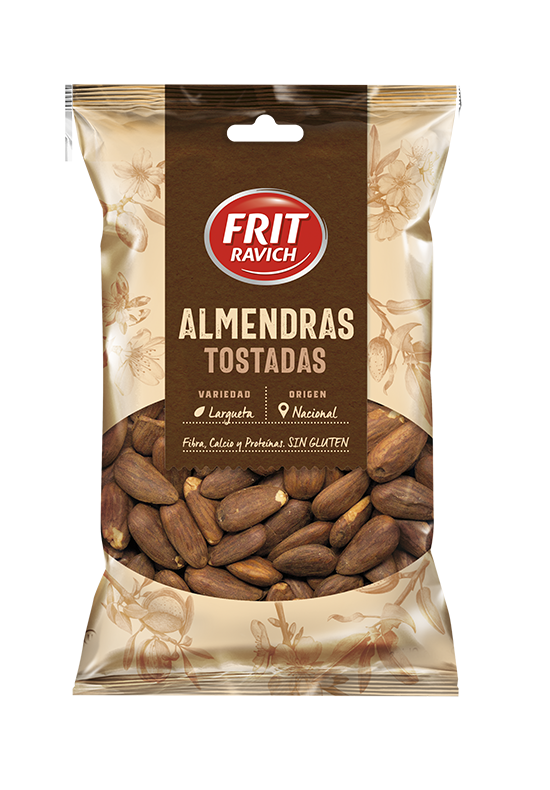 FRIT
RAVICH
ALMENDRAS
TOSTADAS
VARIEDAD ORIGEN
Largueta Nacional
Fibra, Calcio y Proteínas. SIN GLUTEN